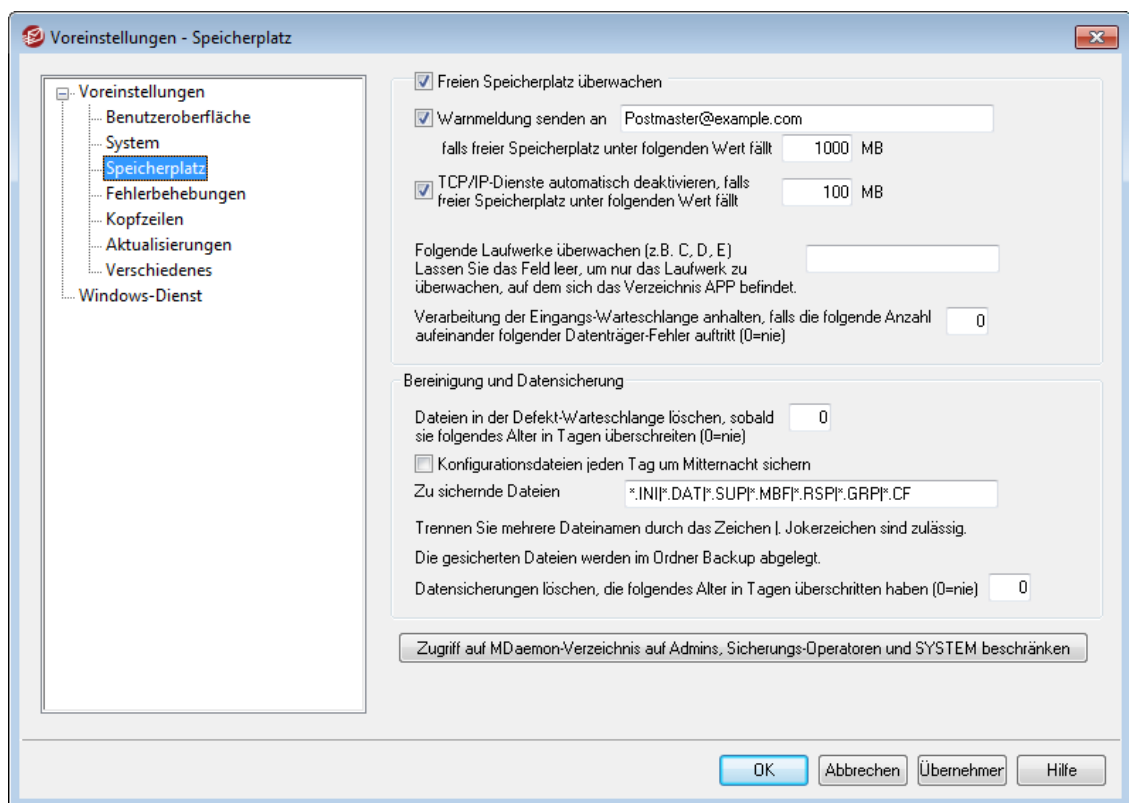 Voreinstellungen - Speicherplatz
Voreinstellungen
Benutzeroberfläche
System
Speicherplatz
Fehlerbehebungen
Kopfzeilen
Aktualisierungen
Verschiedenes
Windows-Dienst
Freien Speicherplatz überwachen
Warnmeldung senden an Postmaster@example.com
falls freier Speicherplatz unter folgenden Wert fällt 1000 MB
TCP/IP-Dienste automatisch deaktivieren, falls
freier Speicherplatz unter folgenden Wert fällt 100 MB
Folgende Laufwerke überwachen (z.B. C, D, E)
Lassen Sie das Feld leer, um nur das Laufwerk zu
überwachen, auf dem sich das Verzeichnis APP befindet.
Verarbeitung der Eingangs-Warteschlange anhalten, falls die folgende Anzahl 0
aufeinander folgender Datenträger-Fehler auftritt (0=nie)
Bereinigung und Datensicherung
Dateien in der Defekt-Warteschlange löschen, sobald 0
sie folgendes Alter in Tagen überschreiten (0=nie)
Konfigurationsdateien jeden Tag um Mitternacht sichern
Zu sichernde Dateien *.INI|*.DAT|*.SUP|*.MBF|*.RSP|*.GRP|*.CF
Trennen Sie mehrere Dateinamen durch das Zeichen |. Jokerzeichen sind zulässig.
Die gesicherten Dateien werden im Ordner Backup abgelegt.
Datensicherungen löschen, die folgendes Alter in Tagen überschritten haben (0=nie) 0
Zugriff auf MDaemon-Verzeichnis auf Admins, Sicherungs-Operatoren und SYSTEM beschränken
OK Abbrechen Übernehmer Hilfe